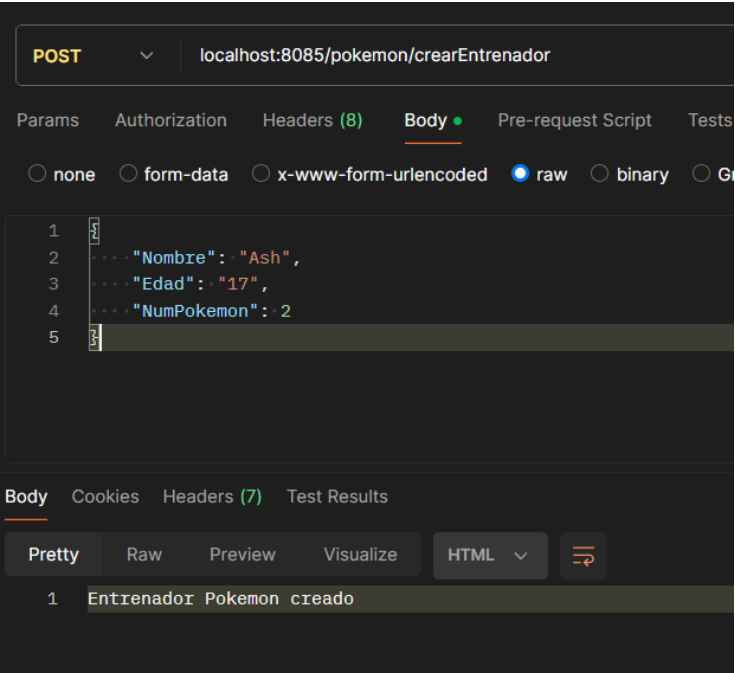 POST localhost:8085/pokemon/crearEntrenador
Params Authorization Headers (8) Body Pre-request Script Tests
none form-data x-www-form-urlencoded raw binary
1 {
2 "Nombre": "Ash",
3 "Edad": "17",
4 "NumPokemon": 2
5 }
Body Cookies Headers (7) Test Results
Pretty Raw Preview Visualize HTML
1 Entrenador Pokemon creado